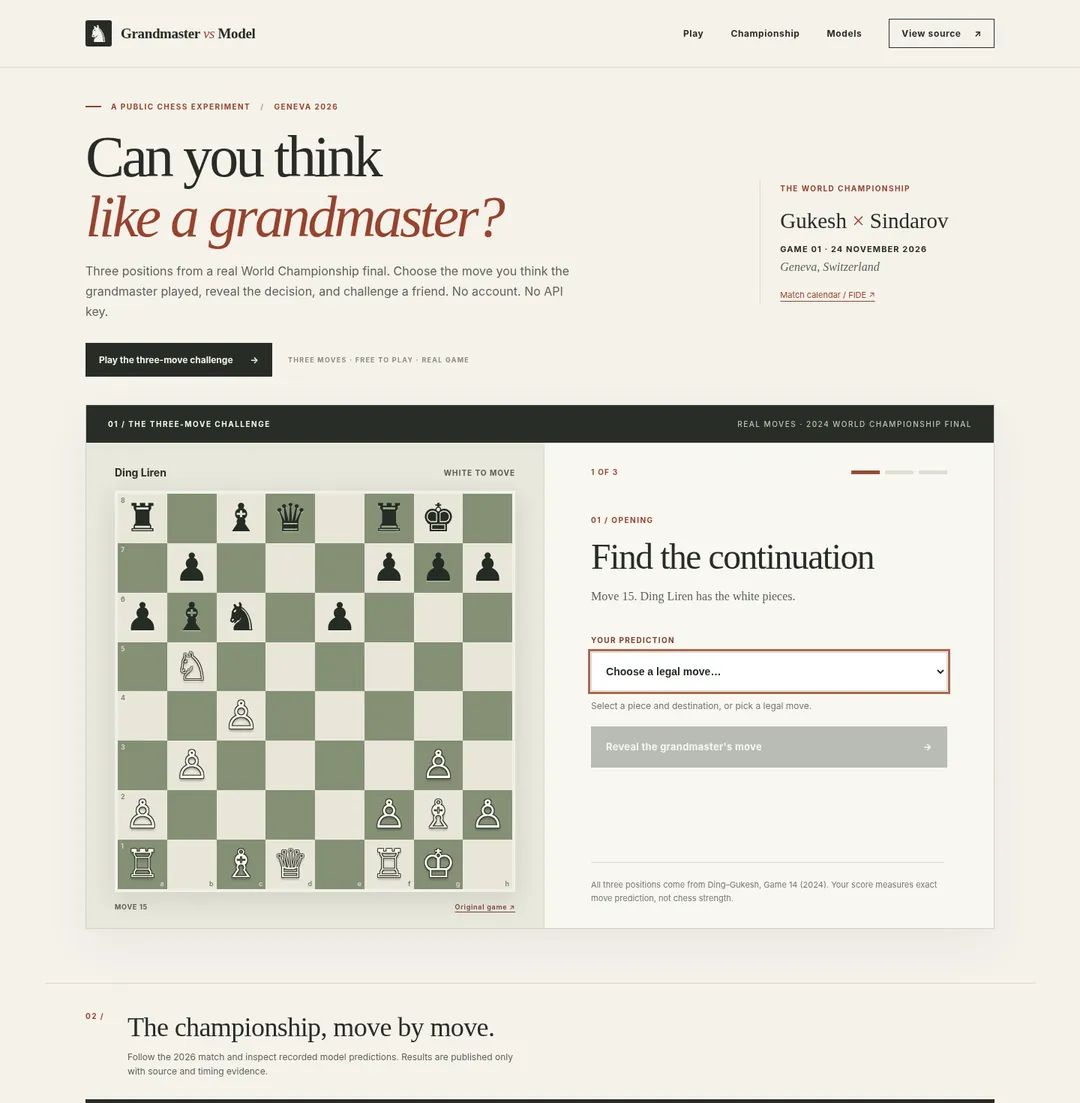 Grandmaster vs Model
Play
Championship
Models
View source ↗
A PUBLIC CHESS EXPERIMENT / GENEVA 2026
Can you think
like a grandmaster?
Three positions from a real World Championship final. Choose the move you think the
grandmaster played, reveal the decision, and challenge a friend. No account. No API
key.
Play the three-move challenge →
THREE MOVES · FREE TO PLAY · REAL GAME
THE WORLD CHAMPIONSHIP
Gukesh × Sindarov
GAME 01 · 24 NOVEMBER 2026
Geneva, Switzerland
Match calendar / FIDE ↗
01 / THE THREE-MOVE CHALLENGE
REAL MOVES · 2024 WORLD CHAMPIONSHIP FINAL
Ding Liren
WHITE TO MOVE
8
7
6
5
4
3
2
1
a b c d e f g h
MOVE 15
Original game ↗
1 OF 3
01 / OPENING
Find the continuation
Move 15. Ding Liren has the white pieces.
YOUR PREDICTION
Choose a legal move…
Select a piece and destination, or pick a legal move.
Reveal the grandmaster's move →
All three positions come from Ding–Gukesh, Game 14 (2024). Your score measures exact
move prediction, not chess strength.
02 /
The championship, move by move.
Follow the 2026 match and inspect recorded model predictions. Results are published only
with source and timing evidence.